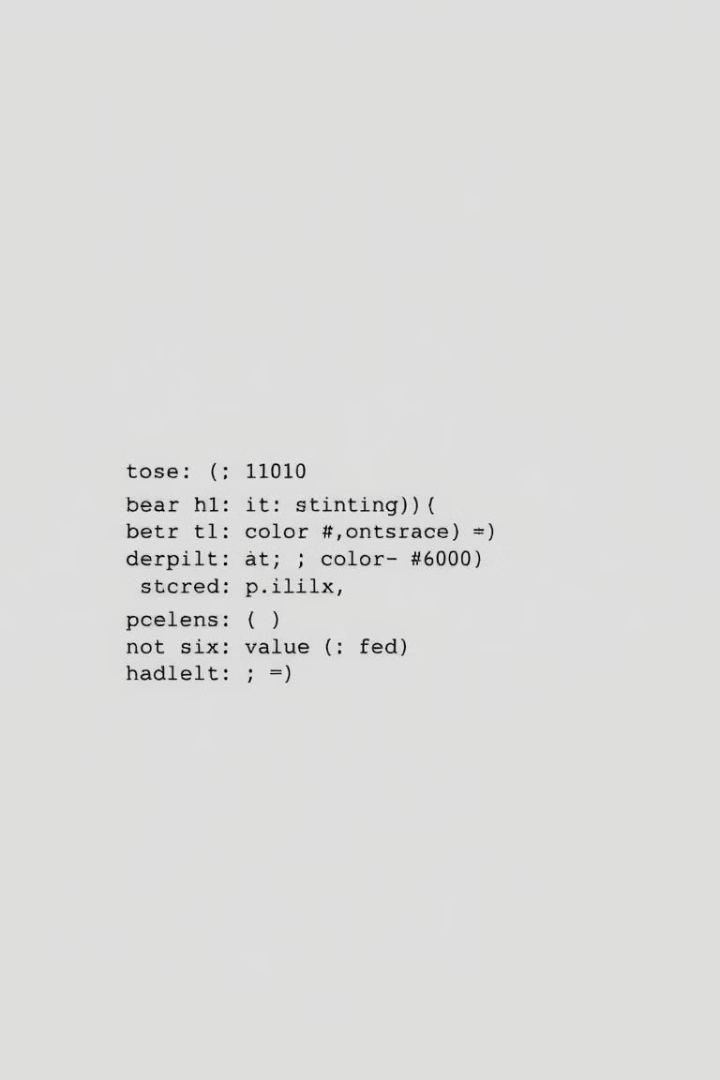 tose: (; 11010
bear h1: it: stinting))(
betr tl: color #,ontsrace) =)
derpilt: at; ; color- #6000)
stcred: p.ililx,
pcelens: ( )
not six: value (: fed)
hadlelt: ; =)